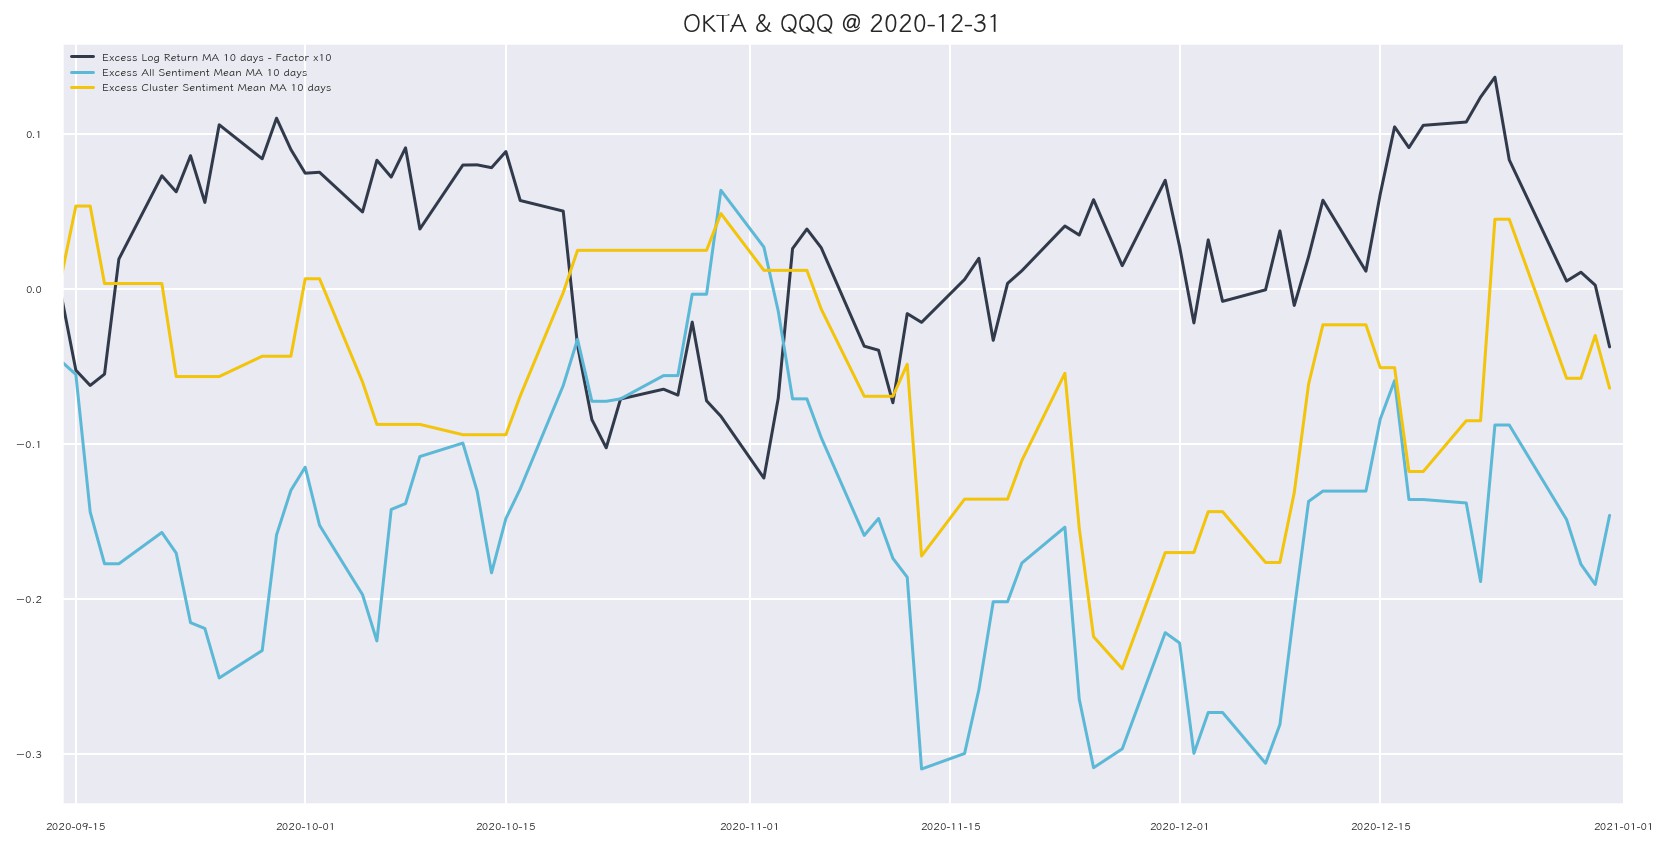 OKTA & QQQ @ 2020-12-31
Excess Log Return MA 10 days - Factor x10
Excess All Sentiment Mean MA 10 days
Excess Cluster Sentiment Mean MA 10 days
0.1
0.0
−0.1
−0.2
−0.3
2020-09-15 2020-10-01 2020-10-15 2020-11-01 2020-11-15 2020-12-01 2020-12-15 2021-01-01